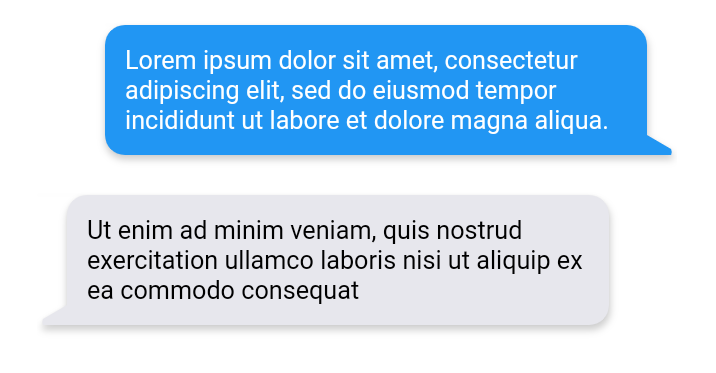 Lorem ipsum dolor sit amet, consectetur
adipiscing elit, sed do eiusmod tempor
incididunt ut labore et dolore magna aliqua.
Ut enim ad minim veniam, quis nostrud
exercitation ullamco laboris nisi ut aliquip ex
ea commodo consequat